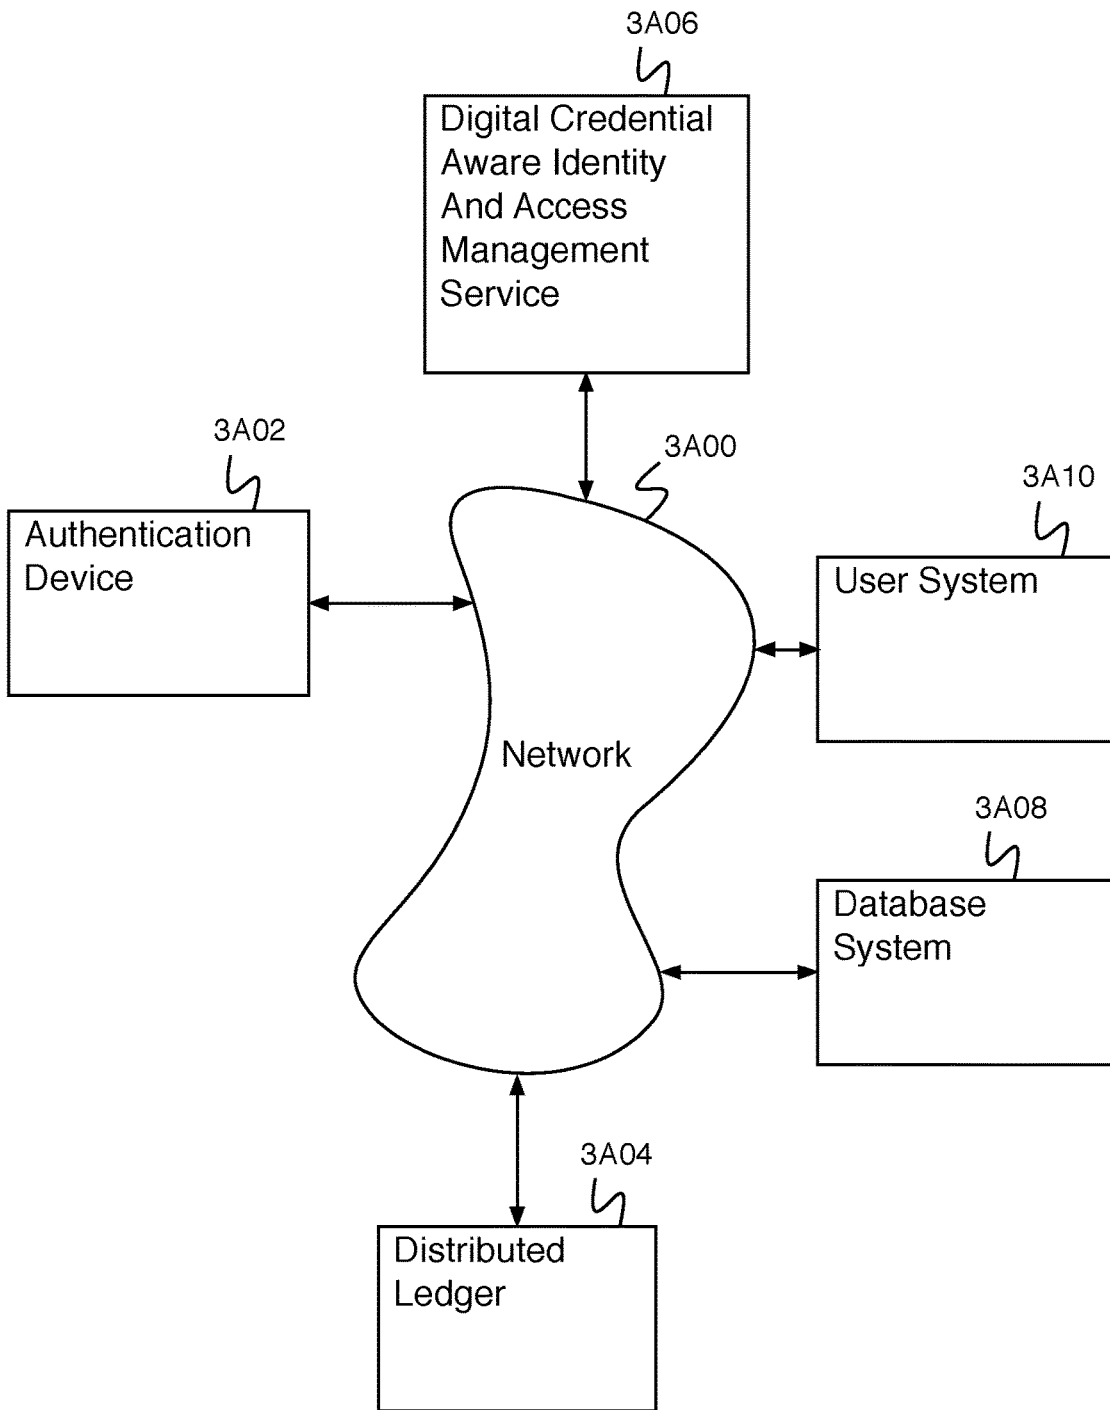 3A06
Digital Credential
Aware Identity
And Access
Management
Service
3A02
3A00
3A10
Authentication
Device
User System
Network
3A08
Database
System
3A04
Distributed
Ledger